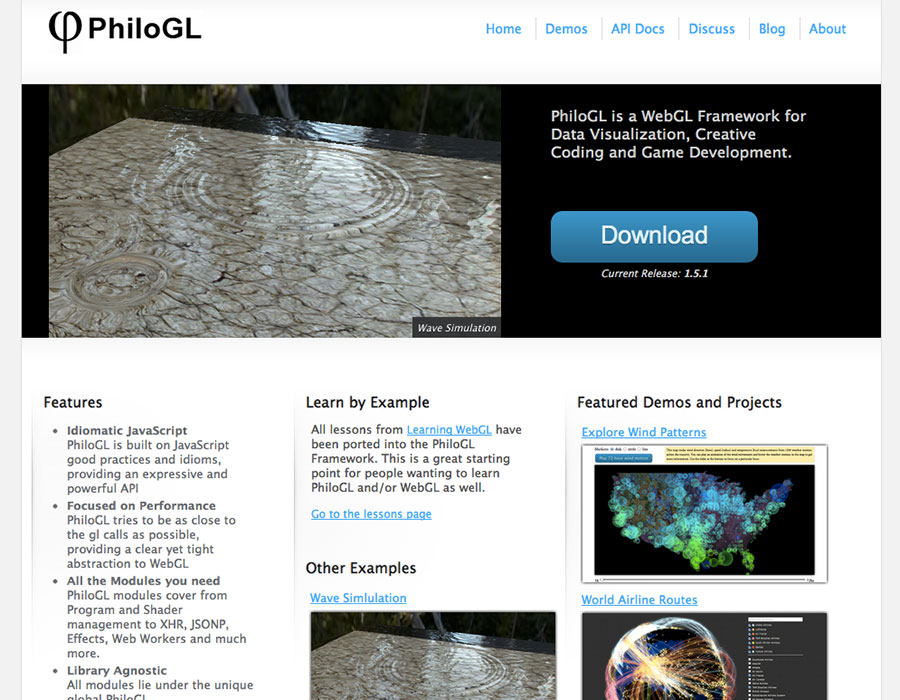 φ PhiloGL
Home
Demos
API Docs
Discuss
Blog
About
PhiloGL is a WebGL Framework for
Data Visualization, Creative
Coding and Game Development.
Download
Current Release: 1.5.1
Wave Simulation
Features
• Idiomatic JavaScript
PhiloGL is built on JavaScript
good practices and idioms,
providing an expressive and
powerful API
• Focused on Performance
PhiloGL tries to be as close to
the gl calls as possible,
providing a clear yet tight
abstraction to WebGL
• All the Modules you need
PhiloGL modules cover from
Program and Shader
management to XHR, JSONP,
Effects, Web Workers and much
more.
• Library Agnostic
All modules lie under the unique
global PhiloGL
Learn by Example
All lessons from Learning WebGL have
been ported into the PhiloGL
Framework. This is a great starting
point for people wanting to learn
PhiloGL and/or WebGL as well.
Go to the lessons page
Other Examples
Wave Simlulation
Featured Demos and Projects
Explore Wind Patterns
World Airline Routes